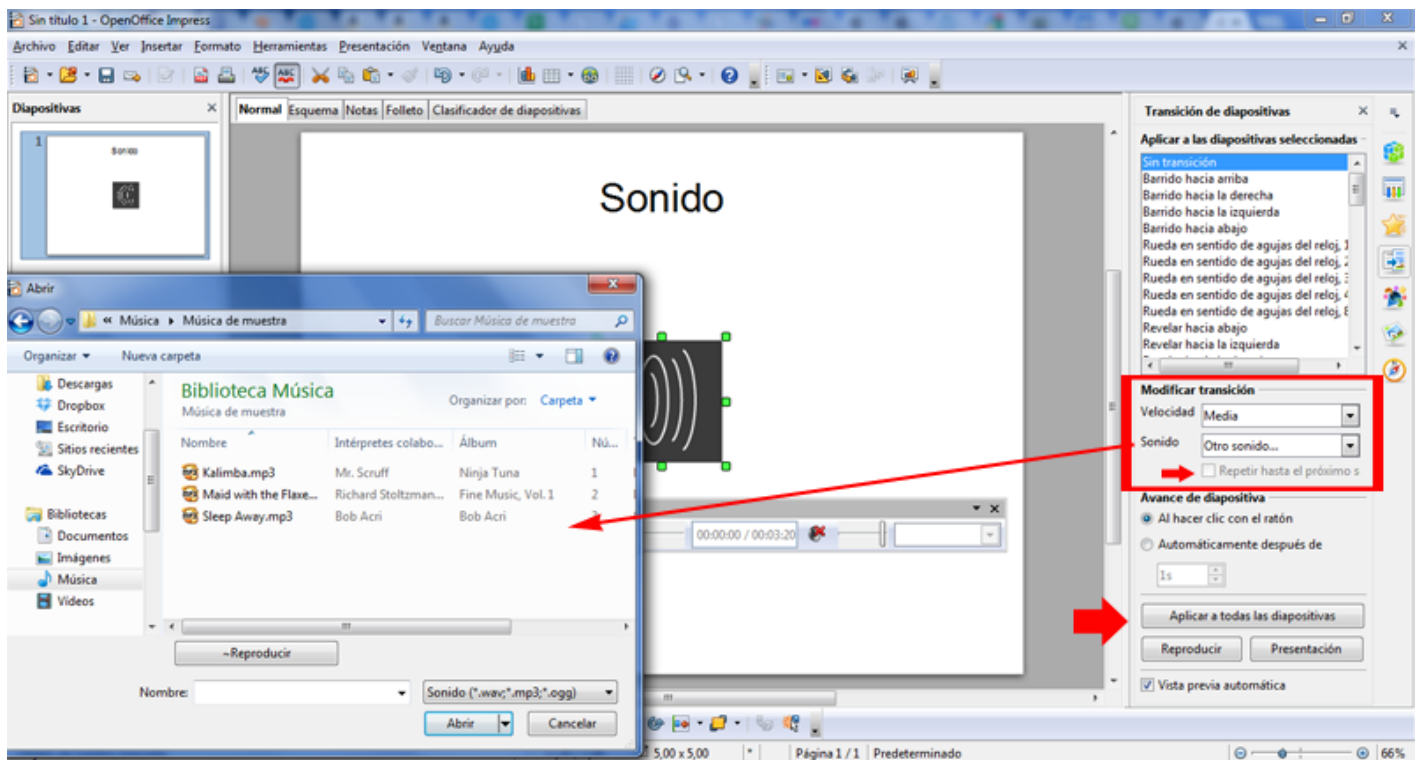 Sin título 1 - OpenOffice Impress
Archivo Editar Ver Insertar Formato Herramientas Presentación Ventana Ayuda
Diapositivas
1
Sonido
Normal Esquema Notas Folleto Clasificador de diapositivas
Sonido
00:00:00 / 00:03:20
Abrir
« Música Música de muestra
Buscar Música de muestra
Organizar Nueva carpeta
Descargas
Dropbox
Escritorio
Sitios recientes
SkyDrive
Bibliotecas
Documentos
Imágenes
Música
Vídeos
Biblioteca Música
Música de muestra
Organizar por: Carpeta
Nombre Intérpretes colabo... Álbum Nú...
Kalimba.mp3 Mr. Scruff Ninja Tuna 1
Maid with the Flaxe... Richard Stoltzman... Fine Music, Vol. 1 2
Sleep Away.mp3 Bob Acri Bob Acri 3
~Reproducir
Nombre:
Sonido (*.wav;*.mp3;*.ogg)
Abrir Cancelar
Transición de diapositivas
Aplicar a las diapositivas seleccionadas
Sin transición
Barrido hacia arriba
Barrido hacia la derecha
Barrido hacia la izquierda
Barrido hacia abajo
Rueda en sentido de agujas del reloj, 1
Rueda en sentido de agujas del reloj, 2
Rueda en sentido de agujas del reloj, 3
Rueda en sentido de agujas del reloj, 4
Rueda en sentido de agujas del reloj, 8
Revelar hacia abajo
Revelar hacia la izquierda
Modificar transición
Velocidad Media
Sonido Otro sonido...
Repetir hasta el próximo s
Avance de diapositiva
Al hacer clic con el ratón
Automáticamente después de
1s
Aplicar a todas las diapositivas
Reproducir Presentación
Vista previa automática
5,00 x 5,00 * Página 1 / 1 Predeterminado 66%